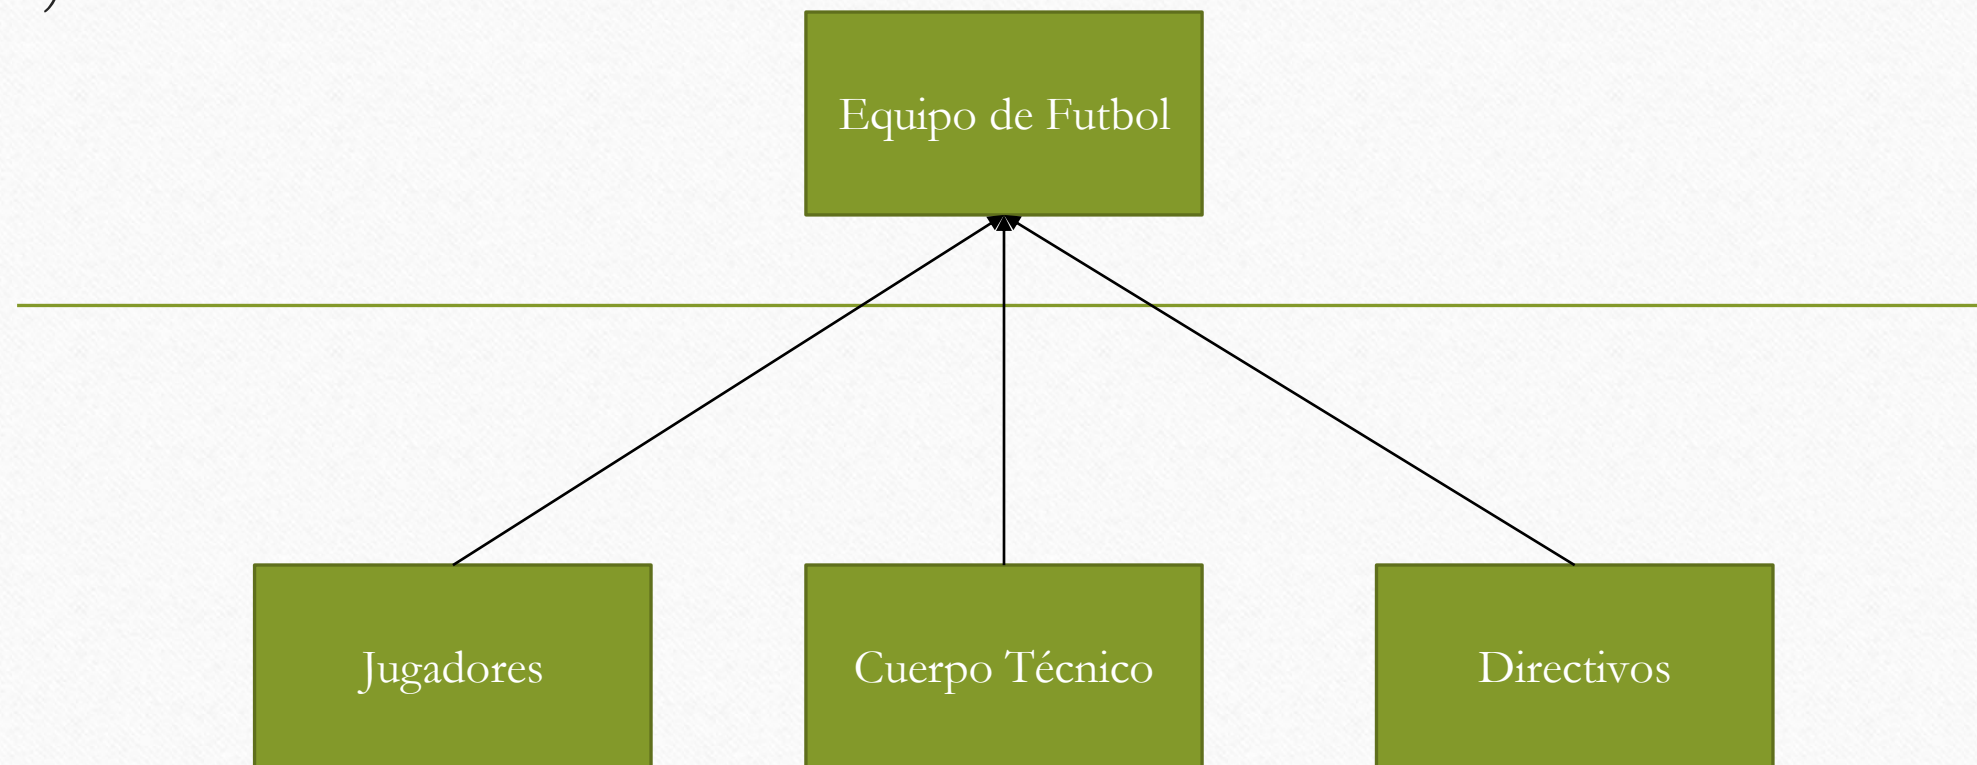 Equipo de Futbol
Jugadores
Cuerpo Técnico
Directivos